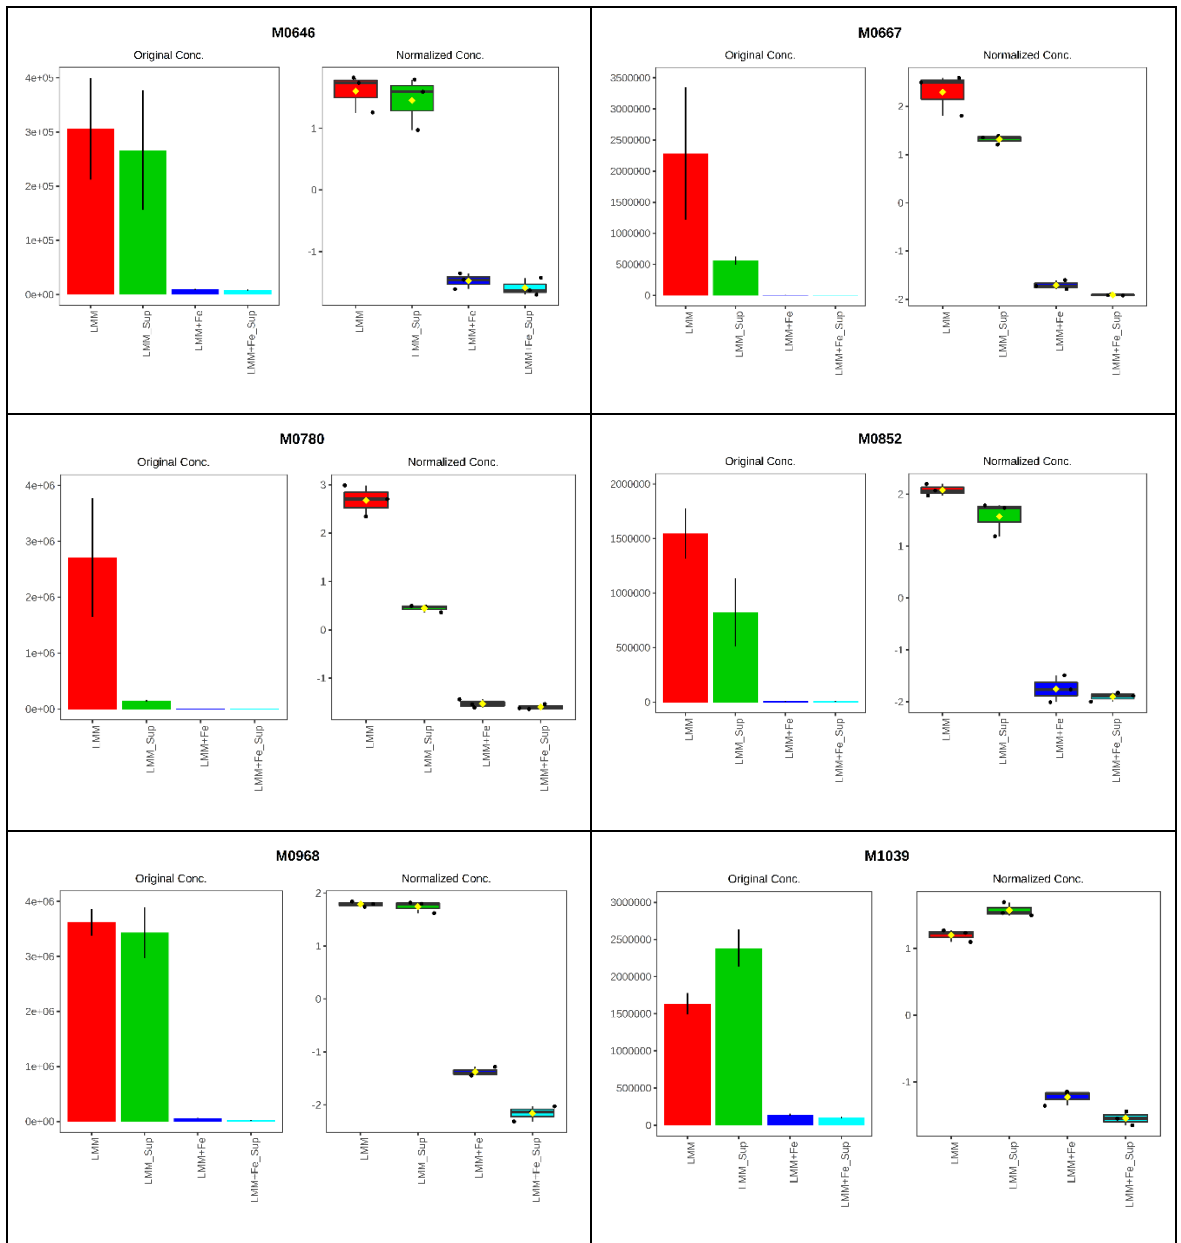 M0646
Original Conc.
Normalized Conc.
4e+05
3e+05
2e+05
1e+05
0e+00
1
0
-1
LMM
LMM_Sup
LMM+Fe
LMM+Fe_Sup
LMM
LMM_Sup
LMM+Fe
LMM+Fe_Sup
M0667
Original Conc.
Normalized Conc.
3500000
3000000
2500000
2000000
1500000
1000000
500000
0
2
1
0
-1
-2
LMM
LMM_Sup
LMM+Fe
LMM+Fe_Sup
LMM
LMM_Sup
LMM+Fe
LMM+Fe_Sup
M0780
Original Conc.
Normalized Conc.
4e+06
3e+06
2e+06
1e+06
0e+00
3
2
1
0
-1
LMM
LMM_Sup
LMM+Fe
LMM+Fe_Sup
LMM
LMM_Sup
LMM+Fe
LMM+Fe_Sup
M0852
Original Conc.
Normalized Conc.
2000000
1500000
1000000
500000
0
2
1
0
-1
-2
LMM
LMM_Sup
LMM+Fe
LMM+Fe_Sup
LMM
LMM_Sup
LMM+Fe
LMM+Fe_Sup
M0968
Original Conc.
Normalized Conc.
4e+06
3e+06
2e+06
1e+06
0e+00
2
1
0
-1
-2
LMM
LMM_Sup
LMM+Fe
LMM+Fe_Sup
LMM
LMM_Sup
LMM+Fe
LMM+Fe_Sup
M1039
Original Conc.
Normalized Conc.
3000000
2500000
2000000
1500000
1000000
500000
0
1
0
-1
LMM
LMM_Sup
LMM+Fe
LMM+Fe_Sup
LMM
LMM_Sup
LMM+Fe
LMM+Fe_Sup